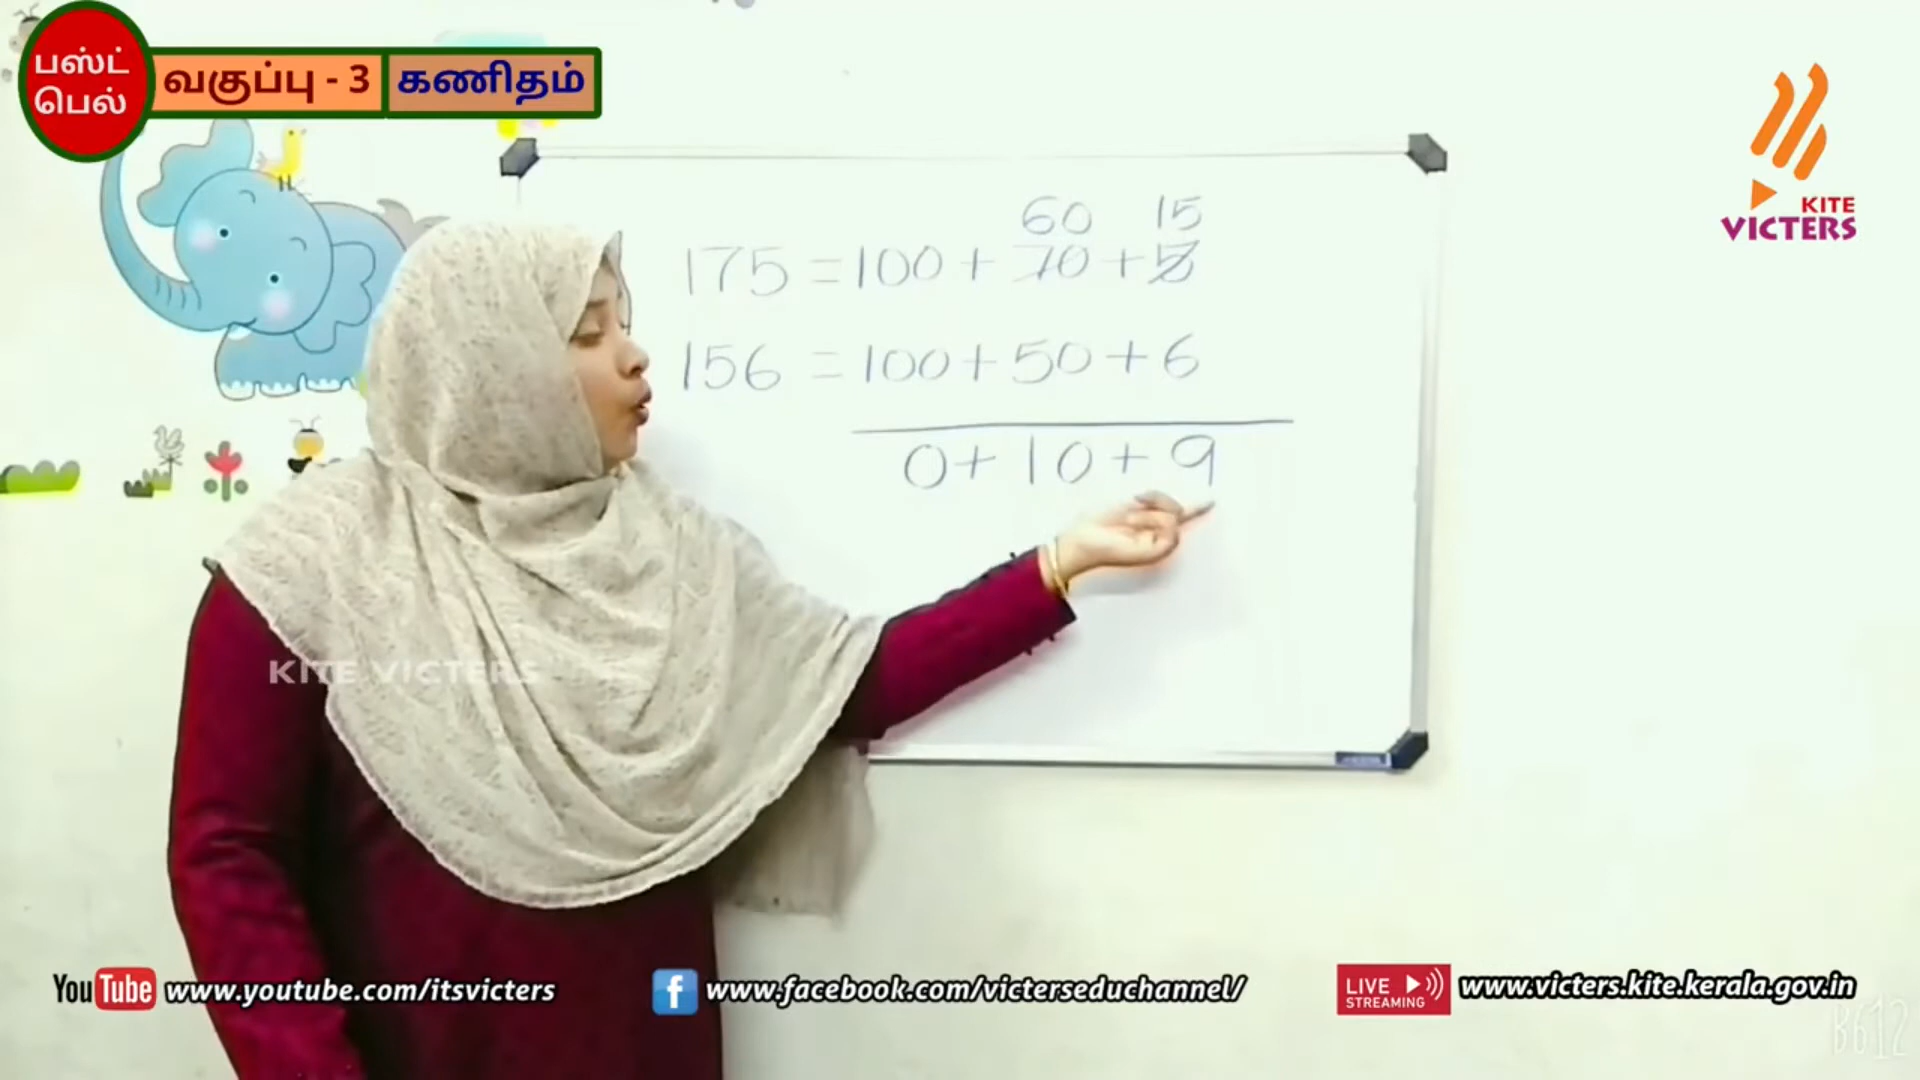 பஸ்ட்
பெல்
வகுப்பு - 3
கணிதம்
KITE
VICTERS
60 15
175 = 100 + 70 + 5
156 = 100 + 50 + 6
0 + 10 + 9
KITE VICTERS
YouTube www.youtube.com/itsvicters
f www.facebook.com/victerseduchannel/
LIVE
STREAMING
www.victers.kite.kerala.gov.in
B612